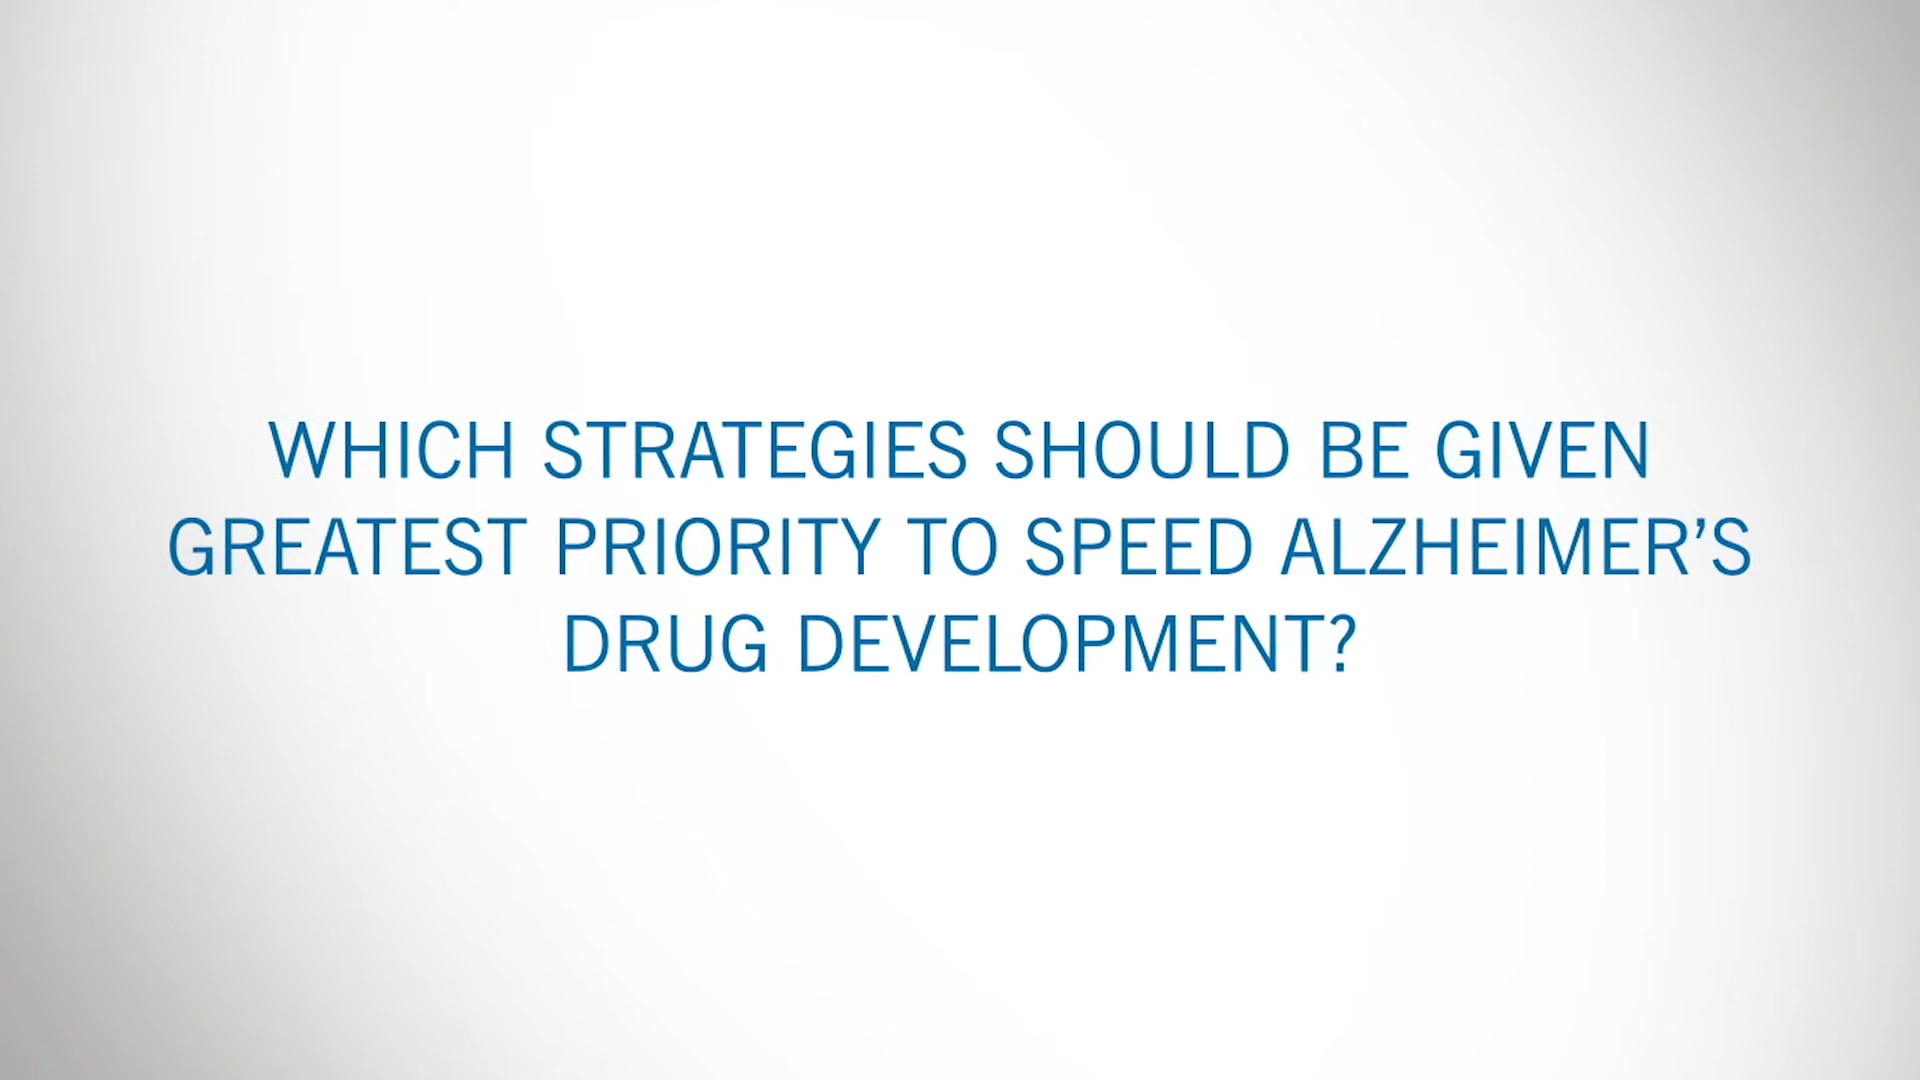 WHICH STRATEGIES SHOULD BE GIVEN
GREATEST PRIORITY TO SPEED ALZHEIMER’S
DRUG DEVELOPMENT?